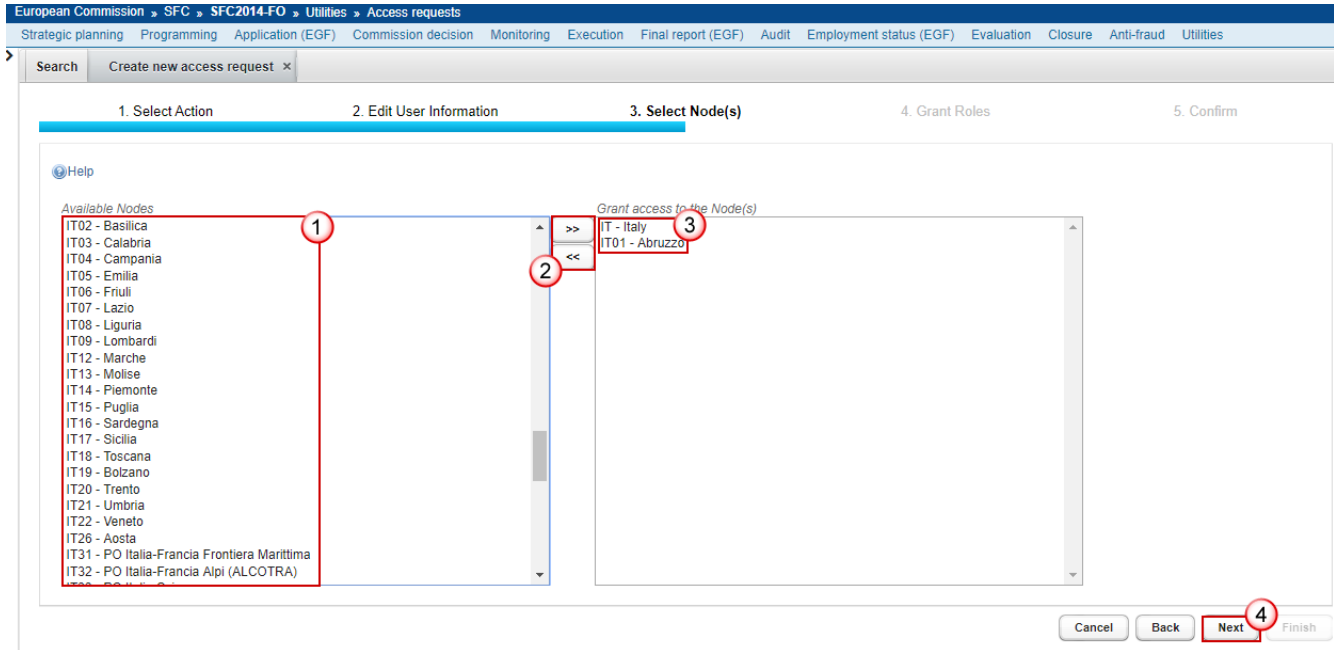 European Commission » SFC » SFC2014-FO » Utilities » Access requests
Strategic planning Programming Application (EGF) Commission decision Monitoring Execution Final report (EGF) Audit Employment status (EGF) Evaluation Closure Anti-fraud Utilities
Search Create new access request ×
1. Select Action 2. Edit User Information 3. Select Node(s) 4. Grant Roles 5. Confirm
Help
Available Nodes Grant access to the Node(s)
IT02 - Basilica
IT03 - Calabria
IT04 - Campania
IT05 - Emilia
IT06 - Friuli
IT07 - Lazio
IT08 - Liguria
IT09 - Lombardi
IT12 - Marche
IT13 - Molise
IT14 - Piemonte
IT15 - Puglia
IT16 - Sardegna
IT17 - Sicilia
IT18 - Toscana
IT19 - Bolzano
IT20 - Trento
IT21 - Umbria
IT22 - Veneto
IT26 - Aosta
IT31 - PO Italia-Francia Frontiera Marittima
IT32 - PO Italia-Francia Alpi (ALCOTRA)
1
>>
<<
2
IT - Italy
IT01 - Abruzzo
3
Cancel Back Next Finish
4